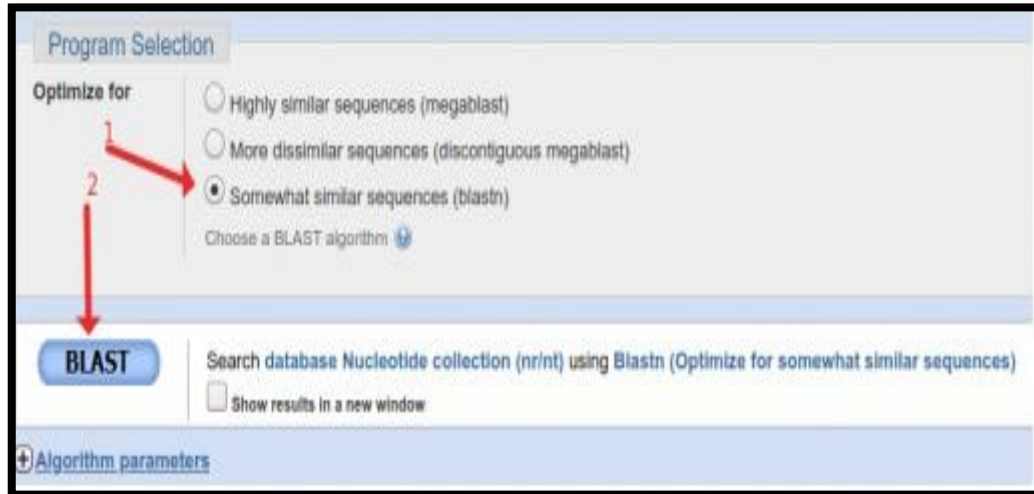 Program Selection
Optimize for
Highly similar sequences (megablast)
1
More dissimilar sequences (discontiguous megablast)
2
Somewhat similar sequences (blastn)
Choose a BLAST algorithm
BLAST
Search database Nucleotide collection (nr/nt) using Blastn (Optimize for somewhat similar sequences)
Show results in a new window
Algorithm parameters